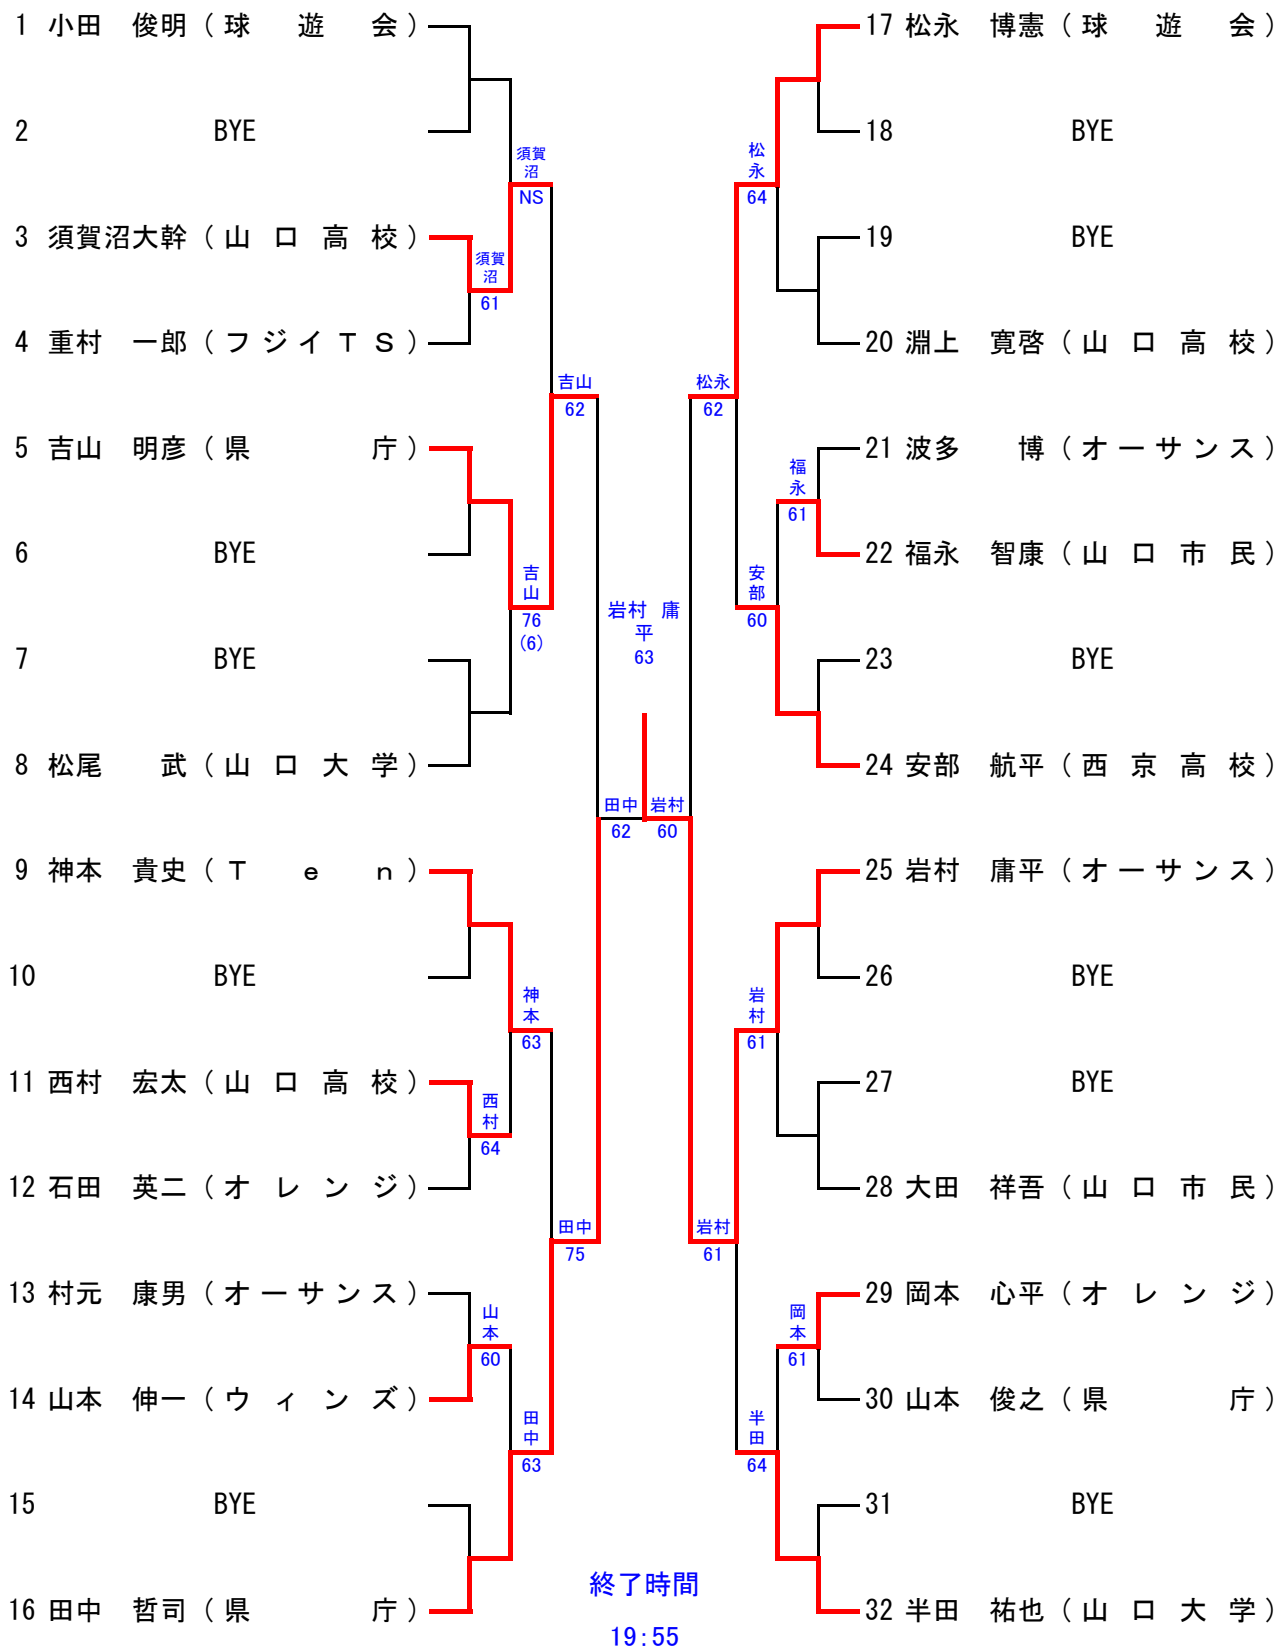 1 小田 俊明 ( 球 遊 会 )
2 BYE
3 須賀沼大幹 ( 山 口 高 校 )
4 重村 一郎 ( フ ジ イ T S )
5 吉山 明彦 ( 県 庁 )
6 BYE
7 BYE
8 松尾 武 ( 山 口 大 学 )
9 神本 貴史 ( T e n )
10 BYE
11 西村 宏太 ( 山 口 高 校 )
12 石田 英二 ( オ レ ン ジ )
13 村元 康男 ( オ ー サ ン ス )
14 山本 伸一 ( ウ ィ ン ズ )
15 BYE
16 田中 哲司 ( 県 庁 )
須賀
沼
61
西
村
64
山
本
60
須賀
沼
NS
吉
山
76
(6)
神
本
63
田
中
63
吉山
62
田中
75
田中
62
岩村 庸
平
63
岩村
60
松永
62
岩村
61
松
永
64
安
部
60
岩
村
61
半
田
64
福
永
61
岡
本
61
17 松永 博憲 ( 球 遊 会 )
18 BYE
19 BYE
20 淵上 寛啓 ( 山 口 高 校 )
21 波多 博 ( オ ー サ ン ス )
22 福永 智康 ( 山 口 市 民 )
23 BYE
24 安部 航平 ( 西 京 高 校 )
25 岩村 庸平 ( オ ー サ ン ス )
26 BYE
27 BYE
28 大田 祥吾 ( 山 口 市 民 )
29 岡本 心平 ( オ レ ン ジ )
30 山本 俊之 ( 県 庁 )
31 BYE
32 半田 祐也 ( 山 口 大 学 )
終了時間
19:55